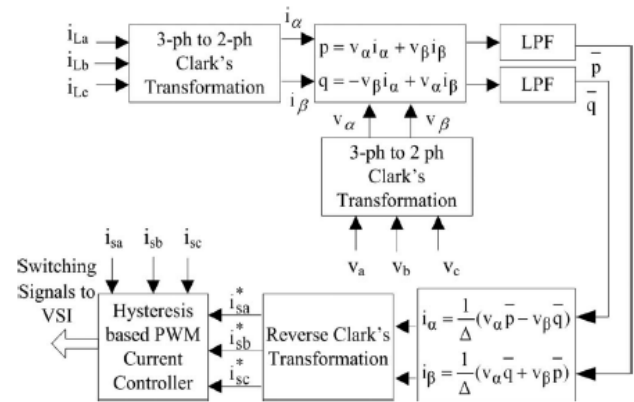 i_La
i_Lb
i_Lc
3-ph to 2-ph
Clark's
Transformation
i_α
i_β
p = v_α i_α + v_β i_β
q = −v_β i_α + v_α i_β
LPF
LPF
p̅
q̅
v_α
v_β
3-ph to 2 ph
Clark's
Transformation
v_a
v_b
v_c
i_sa
i_sb
i_sc
Switching
Signals to
VSI
Hysteresis
based PWM
Current
Controller
i*_sa
i*_sb
i*_sc
Reverse Clark's
Transformation
i_α = 1/Δ (v_α p̅ − v_β q̅)
i_β = 1/Δ (v_α q̅ + v_β p̅)